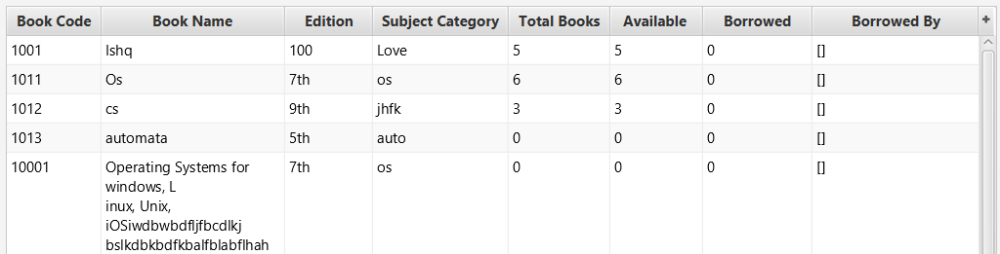 Book Code Book Name Edition Subject Category Total Books Available Borrowed Borrowed By +
1001 Ishq 100 Love 5 5 0 []
1011 Os 7th os 6 6 0 []
1012 cs 9th jhfk 3 3 0 []
1013 automata 5th auto 0 0 0 []
10001 Operating Systems for 7th os 0 0 0 []
windows, L
inux, Unix,
iOSiwdbwbdfljfbcdlkj
bslkdbkbdfkbalfblabflhah